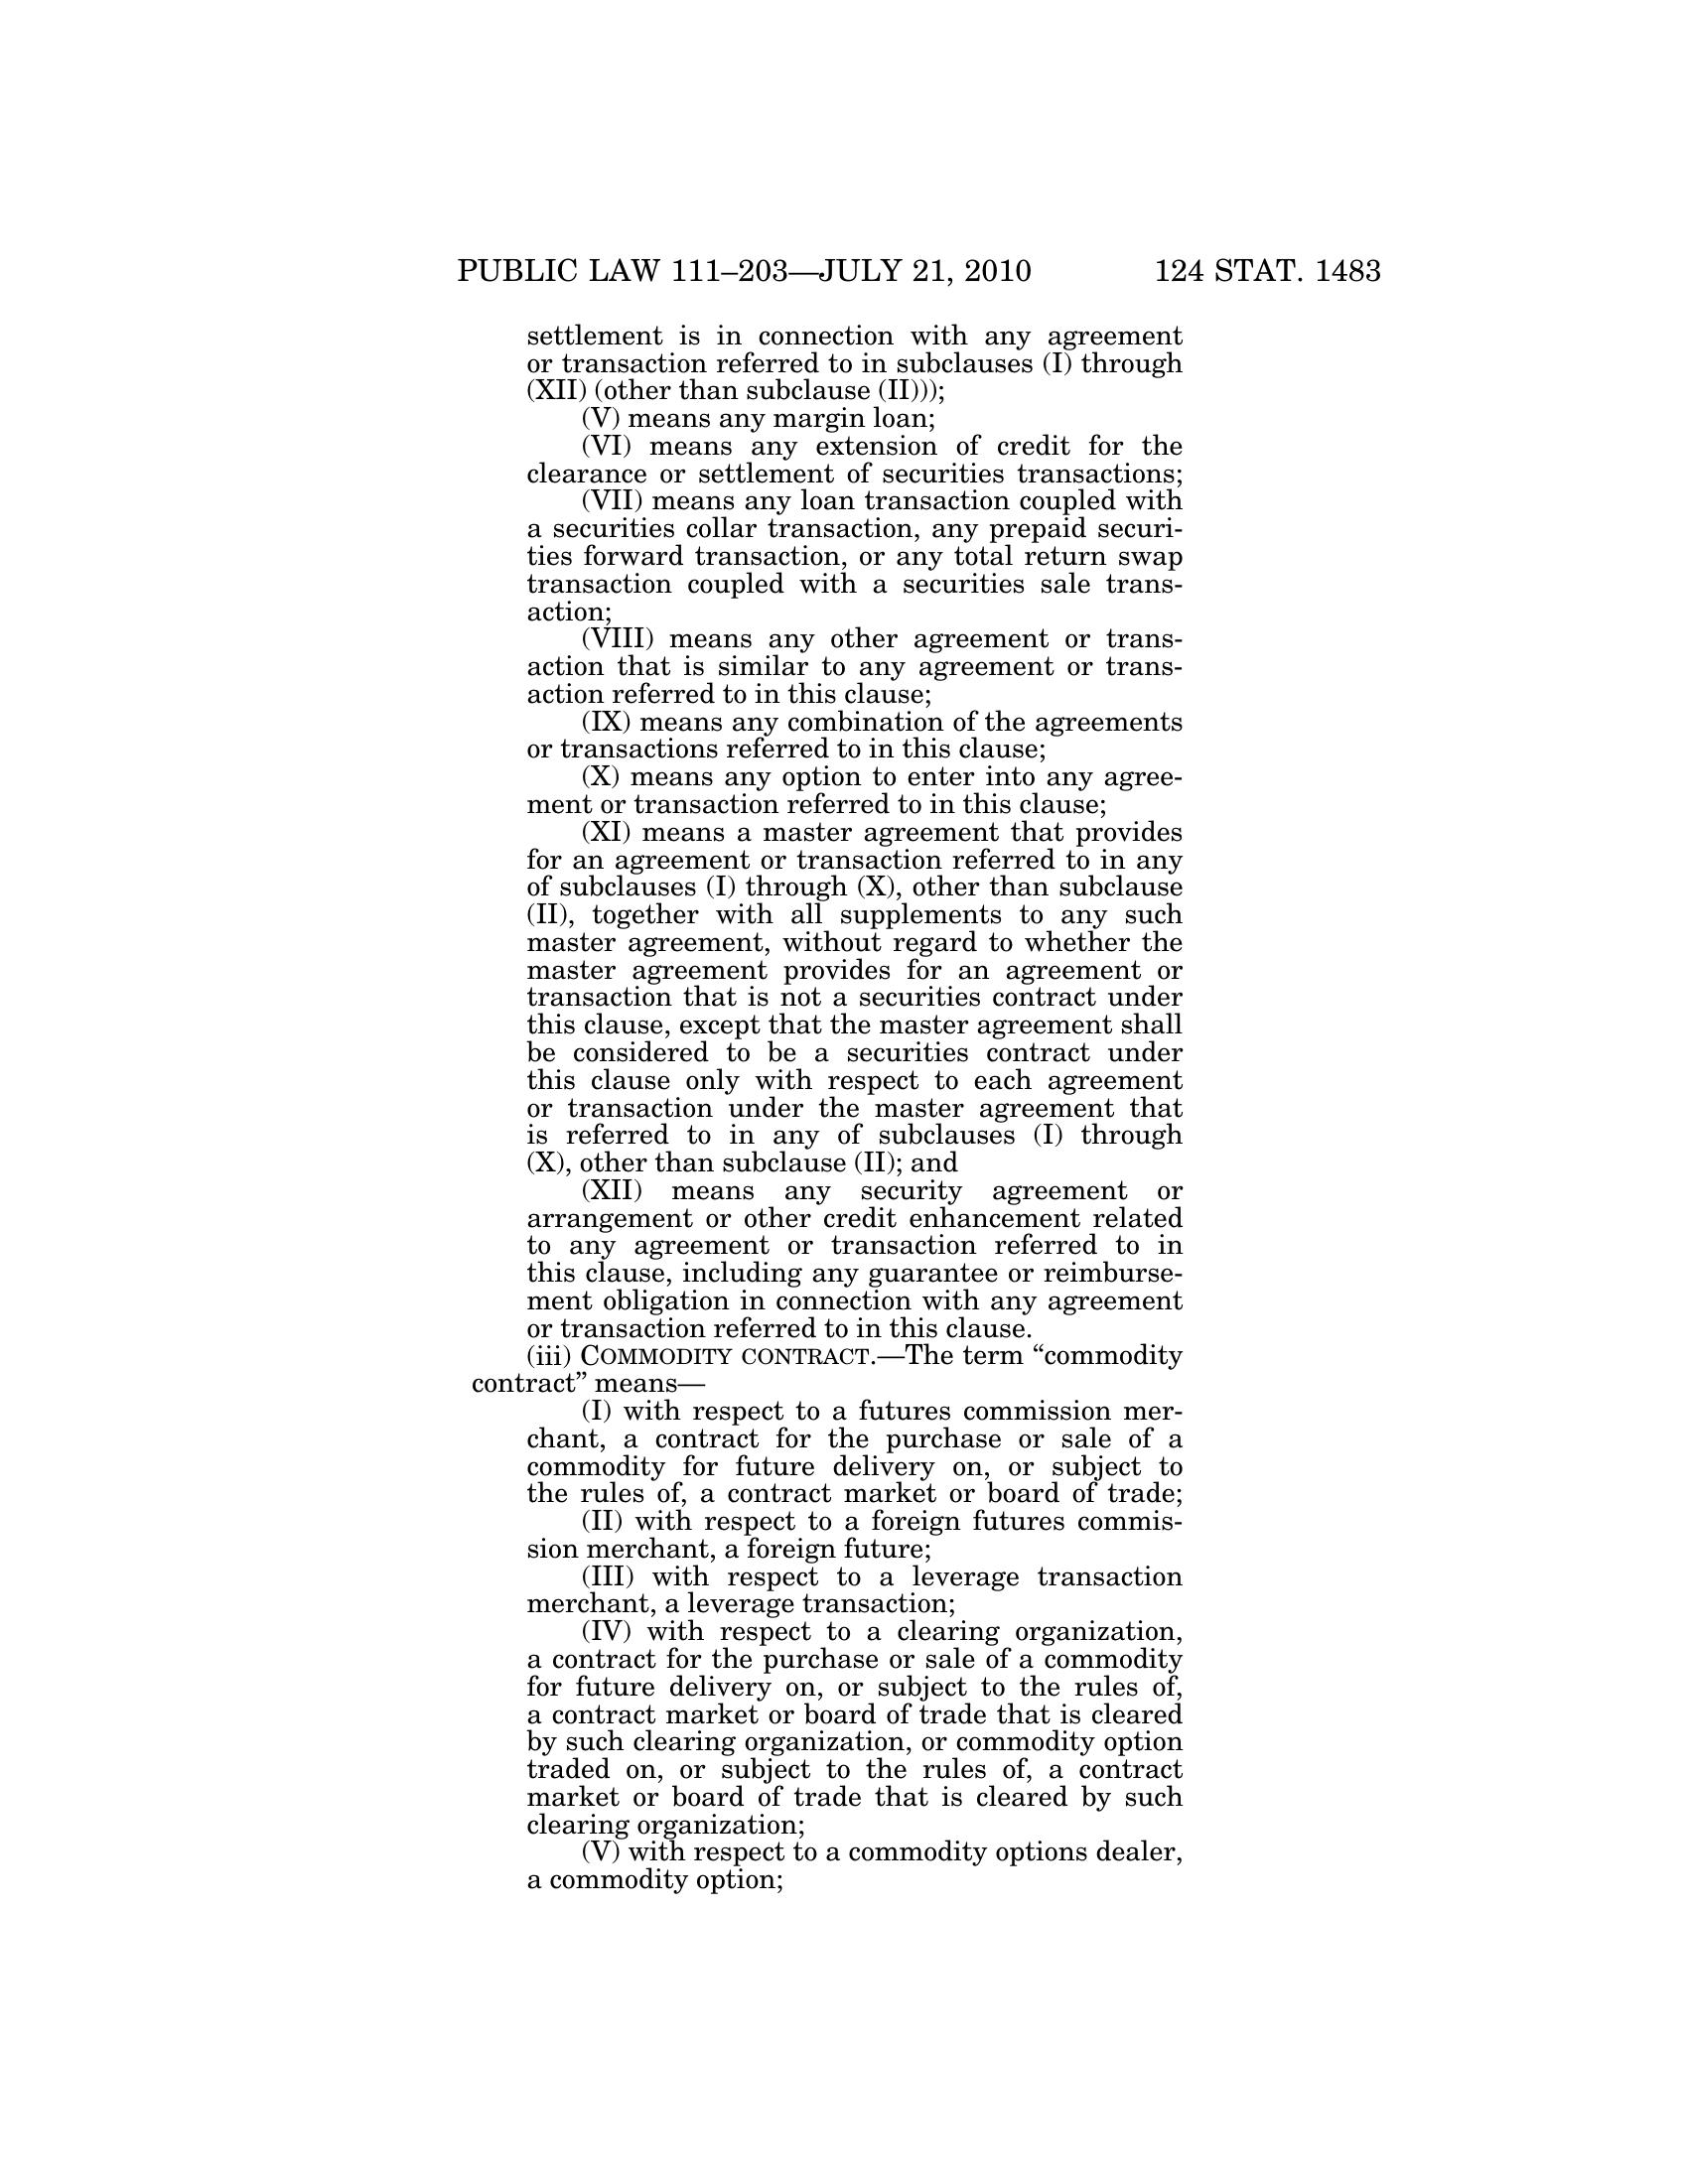 PUBLIC LAW 111–203—JULY 21, 2010 124 STAT. 1483
settlement is in connection with any agreement
or transaction referred to in subclauses (I) through
(XII) (other than subclause (II)));
(V) means any margin loan;
(VI) means any extension of credit for the
clearance or settlement of securities transactions;
(VII) means any loan transaction coupled with
a securities collar transaction, any prepaid securi-
ties forward transaction, or any total return swap
transaction coupled with a securities sale trans-
action;
(VIII) means any other agreement or trans-
action that is similar to any agreement or trans-
action referred to in this clause;
(IX) means any combination of the agreements
or transactions referred to in this clause;
(X) means any option to enter into any agree-
ment or transaction referred to in this clause;
(XI) means a master agreement that provides
for an agreement or transaction referred to in any
of subclauses (I) through (X), other than subclause
(II), together with all supplements to any such
master agreement, without regard to whether the
master agreement provides for an agreement or
transaction that is not a securities contract under
this clause, except that the master agreement shall
be considered to be a securities contract under
this clause only with respect to each agreement
or transaction under the master agreement that
is referred to in any of subclauses (I) through
(X), other than subclause (II); and
(XII) means any security agreement or
arrangement or other credit enhancement related
to any agreement or transaction referred to in
this clause, including any guarantee or reimburse-
ment obligation in connection with any agreement
or transaction referred to in this clause.
(iii) COMMODITY CONTRACT.—The term “commodity
contract” means—
(I) with respect to a futures commission mer-
chant, a contract for the purchase or sale of a
commodity for future delivery on, or subject to
the rules of, a contract market or board of trade;
(II) with respect to a foreign futures commis-
sion merchant, a foreign future;
(III) with respect to a leverage transaction
merchant, a leverage transaction;
(IV) with respect to a clearing organization,
a contract for the purchase or sale of a commodity
for future delivery on, or subject to the rules of,
a contract market or board of trade that is cleared
by such clearing organization, or commodity option
traded on, or subject to the rules of, a contract
market or board of trade that is cleared by such
clearing organization;
(V) with respect to a commodity options dealer,
a commodity option;